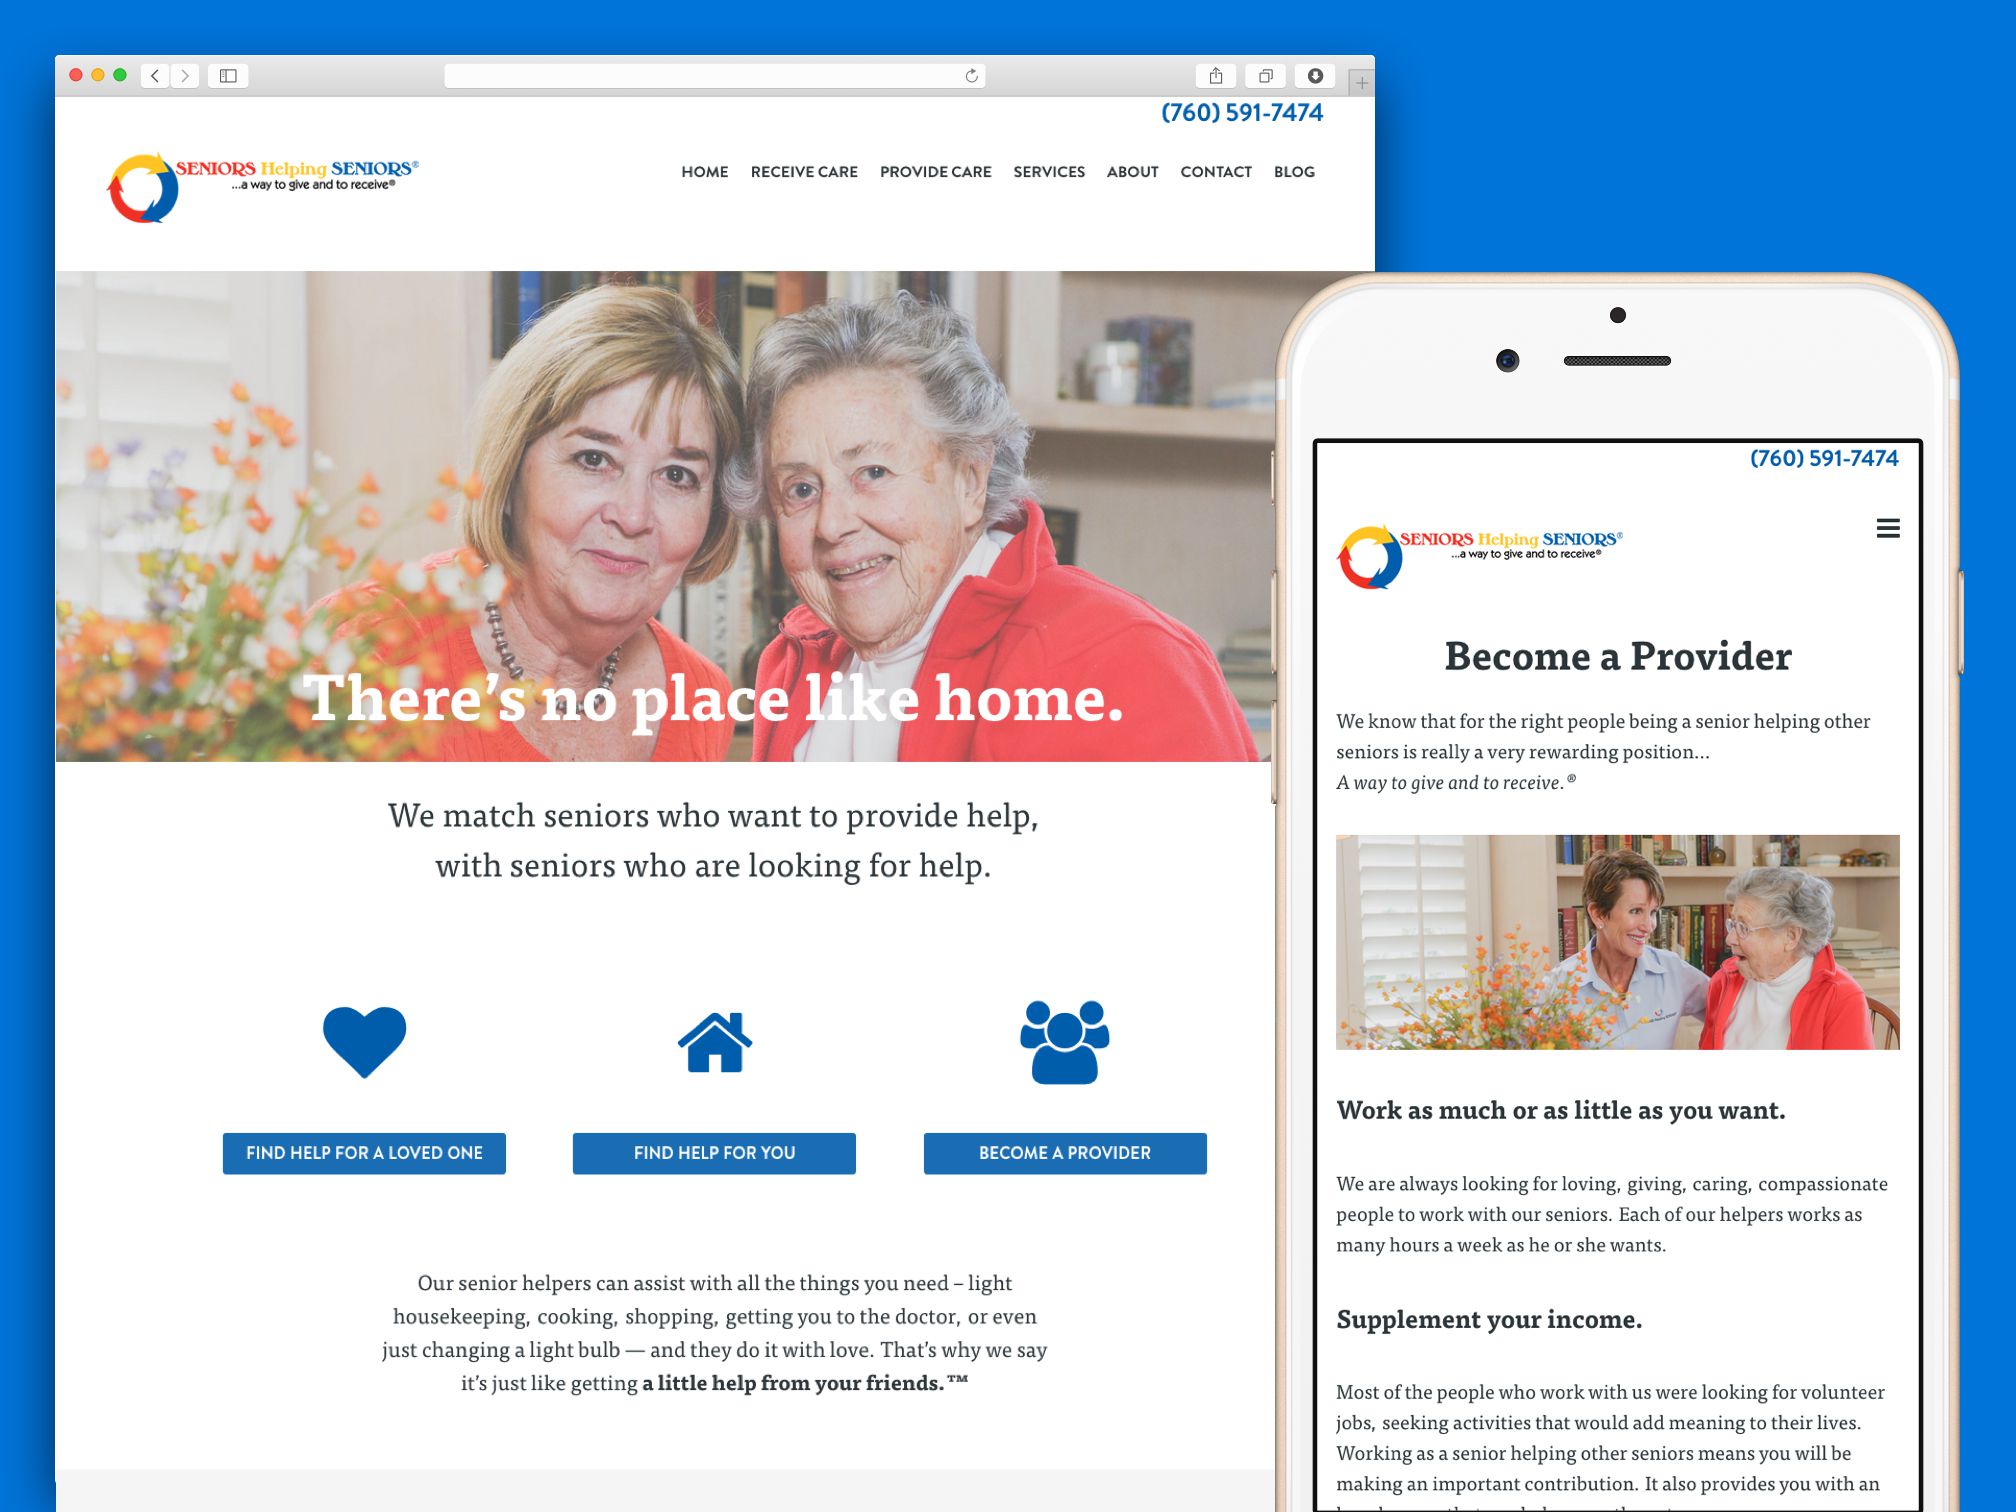 (760) 591-7474
SENIORS Helping SENIORS®
...a way to give and to receive®
HOME RECEIVE CARE PROVIDE CARE SERVICES ABOUT CONTACT BLOG
There's no place like home.
We match seniors who want to provide help,
with seniors who are looking for help.
FIND HELP FOR A LOVED ONE
FIND HELP FOR YOU
BECOME A PROVIDER
Our senior helpers can assist with all the things you need – light
housekeeping, cooking, shopping, getting you to the doctor, or even
just changing a light bulb — and they do it with love. That's why we say
it's just like getting a little help from your friends.™
(760) 591-7474
SENIORS Helping SENIORS®
...a way to give and to receive®
Become a Provider
We know that for the right people being a senior helping other
seniors is really a very rewarding position...
A way to give and to receive.®
Work as much or as little as you want.
We are always looking for loving, giving, caring, compassionate
people to work with our seniors. Each of our helpers works as
many hours a week as he or she wants.
Supplement your income.
Most of the people who work with us were looking for volunteer
jobs, seeking activities that would add meaning to their lives.
Working as a senior helping other seniors means you will be
making an important contribution. It also provides you with an